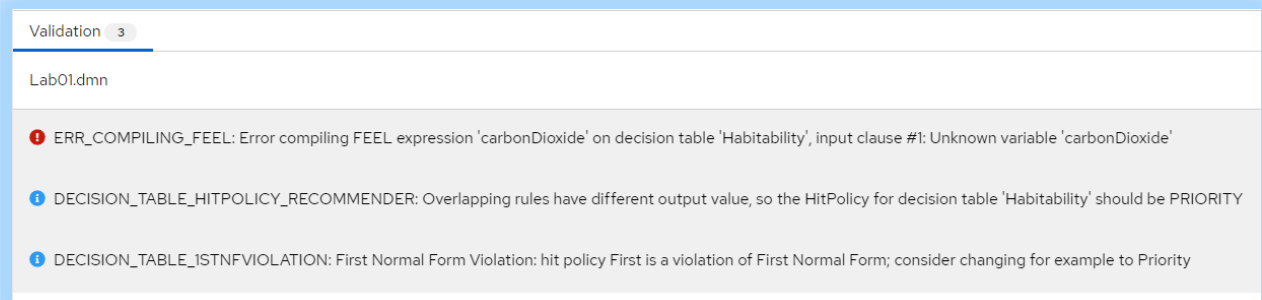 Validation 3
Lab01.dmn
ERR_COMPILING_FEEL: Error compiling FEEL expression 'carbonDioxide' on decision table 'Habitability', input clause #1: Unknown variable 'carbonDioxide'
DECISION_TABLE_HITPOLICY_RECOMMENDER: Overlapping rules have different output value, so the HitPolicy for decision table 'Habitability' should be PRIORITY
DECISION_TABLE_1STNFVIOLATION: First Normal Form Violation: hit policy First is a violation of First Normal Form; consider changing for example to Priority